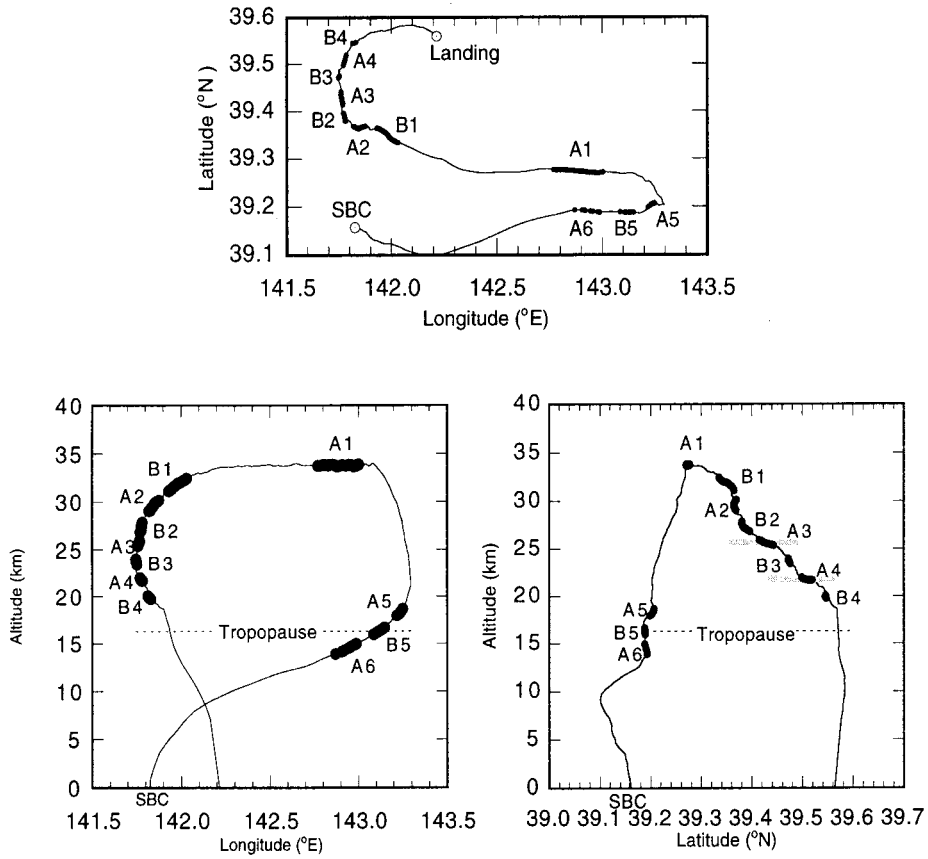 39.6
39.5
39.4
39.3
39.2
39.1
Latitude (°N)
B4
A4
B3
A3
B2
A2
B1
Landing
A1
SBC
A6
B5
A5
141.5 142.0 142.5 143.0 143.5
Longitude (°E)
40
35
30
25
20
15
10
5
0
Altitude (km)
A1
B1
A2
B2
A3
B3
A4
B4
A5
Tropopause
B5
A6
SBC
141.5 142.0 142.5 143.0 143.5
Longitude (°E)
40
35
30
25
20
15
10
5
0
Altitude (km)
A1
B1
A2
B2
A3
B3
A4
B4
A5
B5
Tropopause
A6
SBC
39.0 39.1 39.2 39.3 39.4 39.5 39.6 39.7
Latitude (°N)